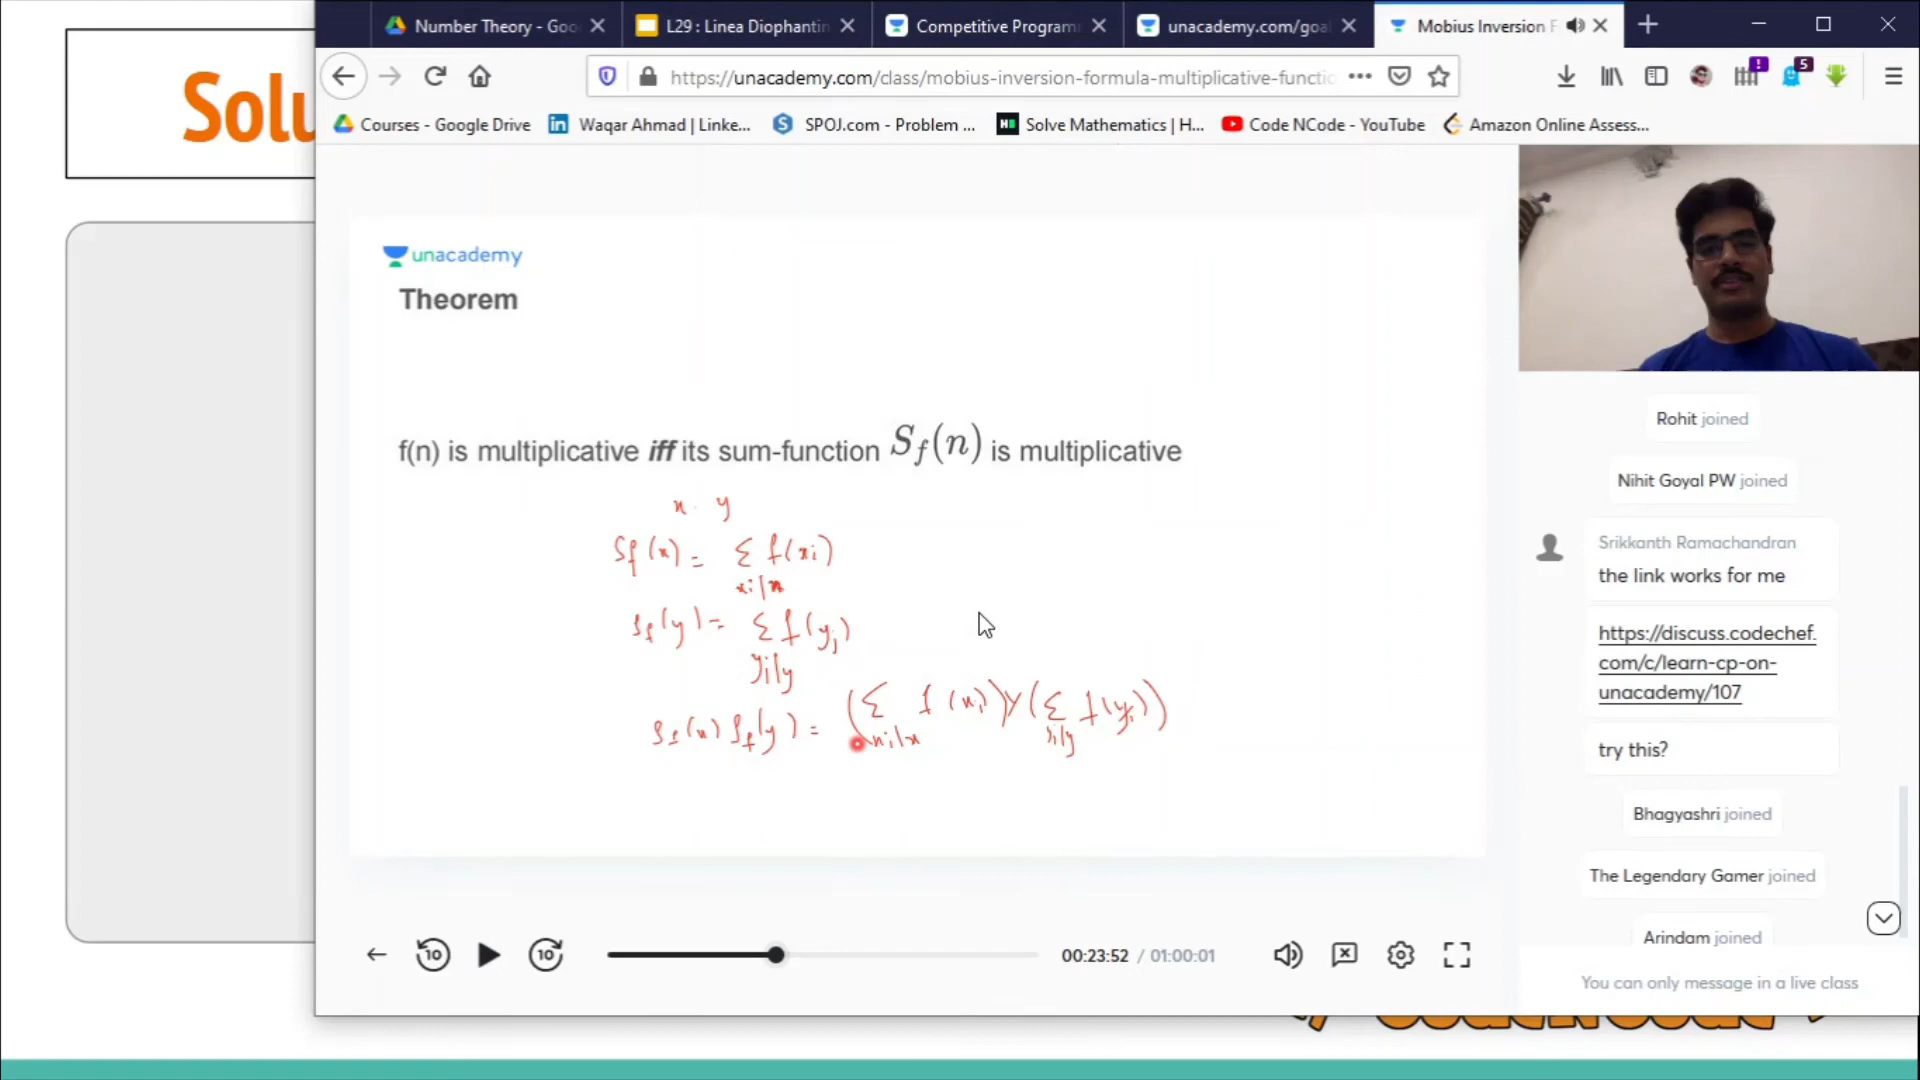 Solu
Number Theory - Goo
L29 : Linea Diophantin
Competitive Program
unacademy.com/goal
Mobius Inversion F
https://unacademy.com/class/mobius-inversion-formula-multiplicative-functio
!
5
Courses - Google Drive
Waqar Ahmad | Linke...
SPOJ.com - Problem ...
Solve Mathematics | H...
Code NCode - YouTube
Amazon Online Assess...
unacademy
Theorem
f(n) is multiplicative iff its sum-function S_f(n) is multiplicative
x . y
Sf(x) = Σ f(xi)
xi|x
Sf(y) = Σ f(yj)
yj|y
Sf(x) Sf(y) = (Σ f(xi)) × (Σ f(yj))
xi|x yj|y
Rohit joined
Nihit Goyal PW joined
Srikkanth Ramachandran
the link works for me
https://discuss.codechef.
com/c/learn-cp-on-
unacademy/107
try this?
Bhagyashri joined
The Legendary Gamer joined
Arindam joined
You can only message in a live class
10
10
00:23:52 / 01:00:01